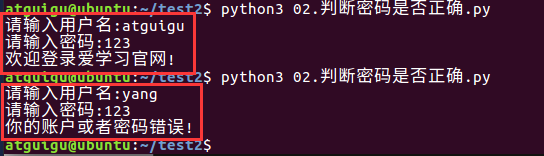 atguigu@ubuntu:~/test2$ python3 02.判断密码是否正确.py
请输入用户名:atguigu
请输入密码:123
欢迎登录爱学习官网!
atguigu@ubuntu:~/test2$ python3 02.判断密码是否正确.py
请输入用户名:yang
请输入密码:123
你的账户或者密码错误!
atguigu@ubuntu:~/test2$